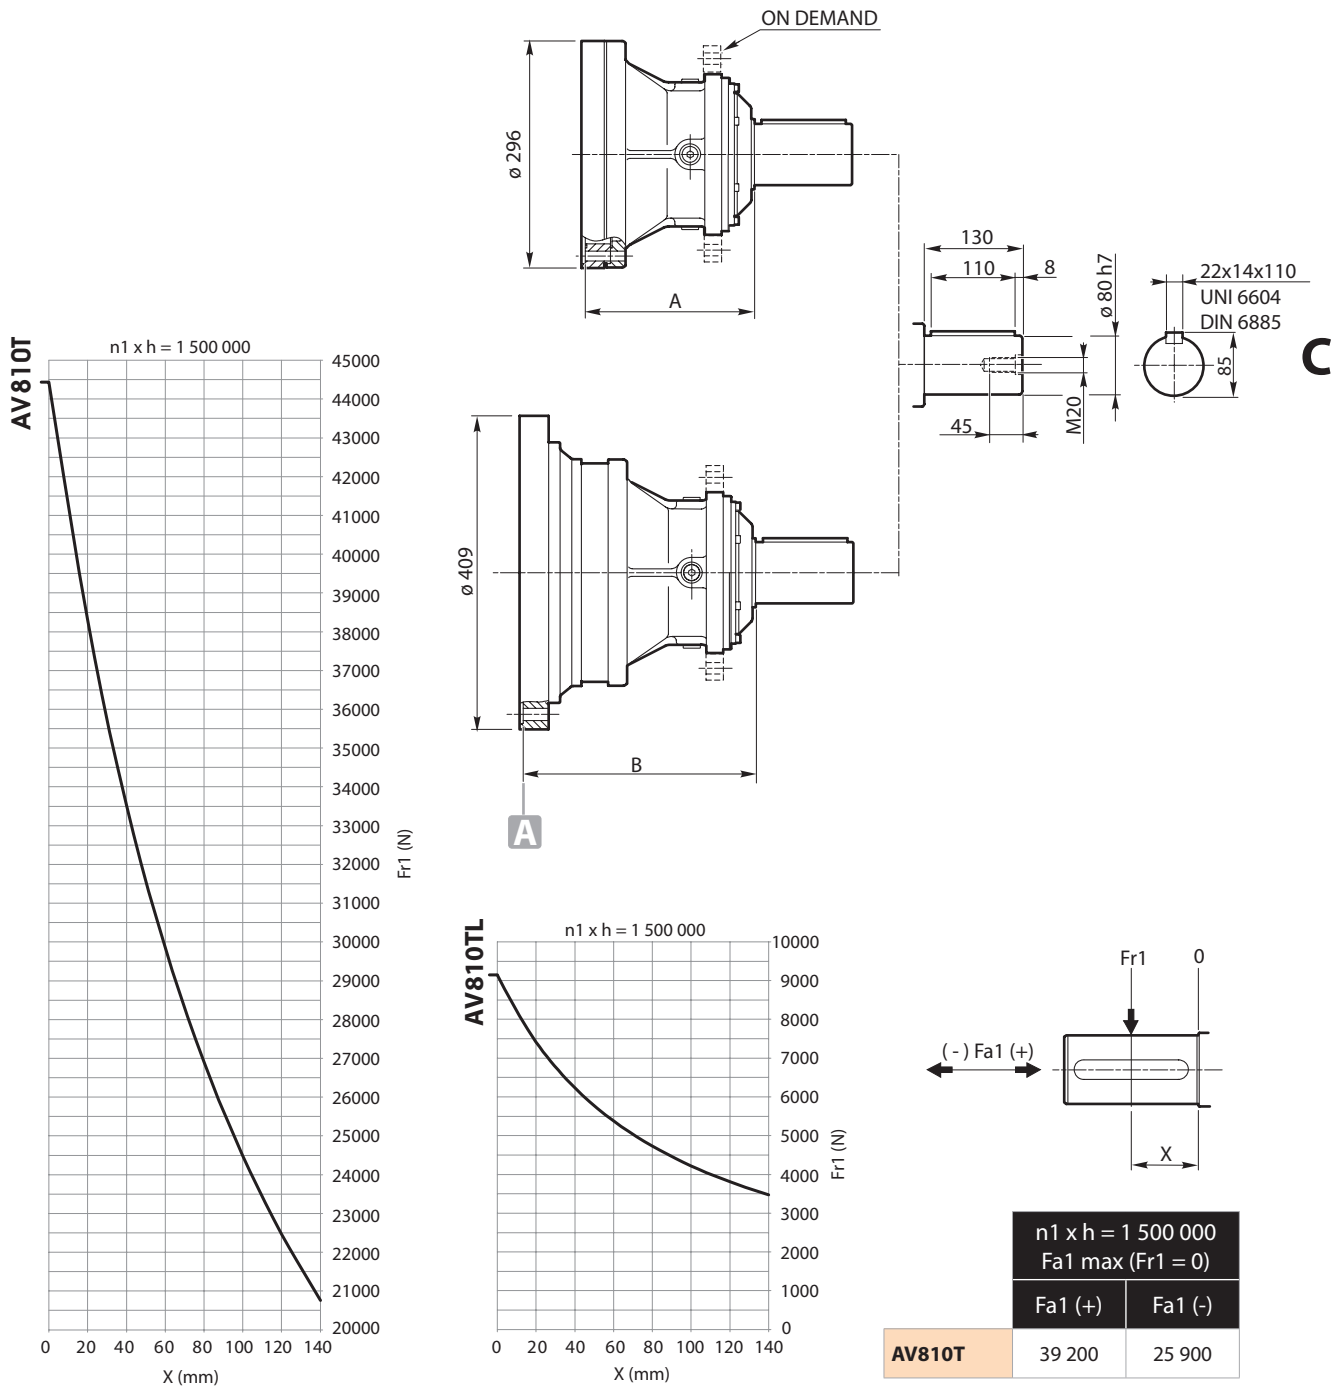 ON DEMAND
ø 296
A
130
110
8
ø 80 h7
22x14x110
UNI 6604
DIN 6885
85
M20
45
C
AV810T
n1 x h = 1 500 000
45000
44000
43000
42000
41000
40000
39000
38000
37000
36000
35000
34000
33000
32000
31000
30000
29000
28000
27000
26000
25000
24000
23000
22000
21000
20000
Fr1 (N)
0 20 40 60 80 100 120 140
X (mm)
ø 409
B
A
AV810TL
n1 x h = 1 500 000
10000
9000
8000
7000
6000
5000
4000
3000
2000
1000
0
Fr1 (N)
0 20 40 60 80 100 120 140
X (mm)
Fr1
0
( - ) Fa1 (+)
X
n1 x h = 1 500 000
Fa1 max (Fr1 = 0)
Fa1 (+) Fa1 (-)
AV810T 39 200 25 900